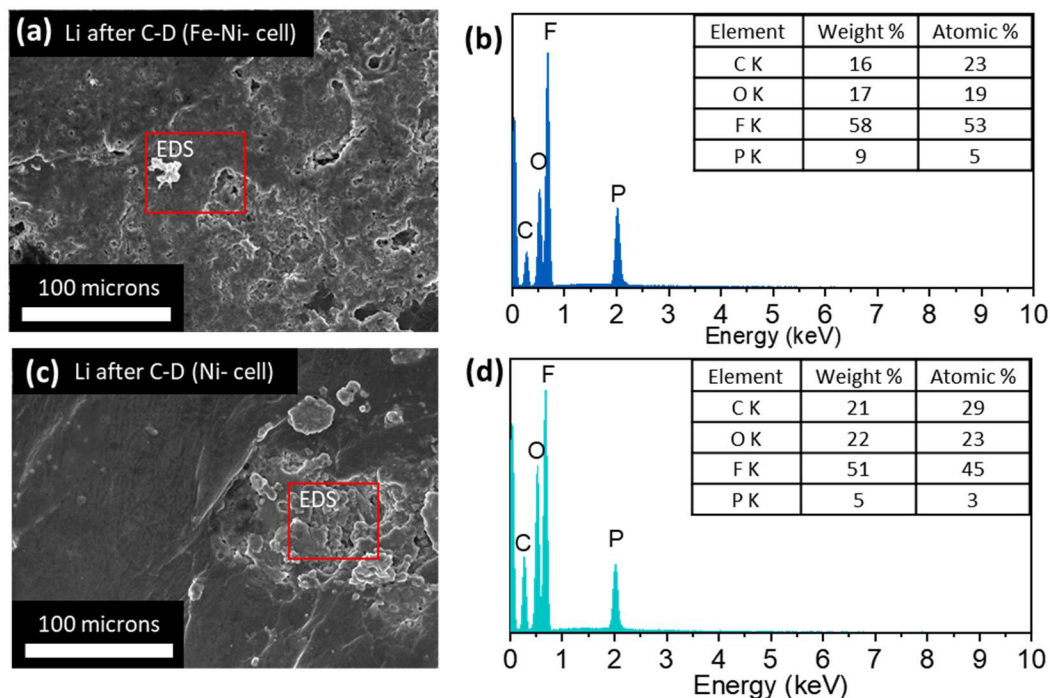 (a) Li after C-D (Fe-Ni- cell)
EDS
100 microns
(b)
F
O
C
P
Element Weight % Atomic %
C K 16 23
O K 17 19
F K 58 53
P K 9 5
0 1 2 3 4 5 6 7 8 9 10
Energy (keV)
(c) Li after C-D (Ni- cell)
EDS
100 microns
(d)
F
O
C
P
Element Weight % Atomic %
C K 21 29
O K 22 23
F K 51 45
P K 5 3
0 1 2 3 4 5 6 7 8 9 10
Energy (keV)